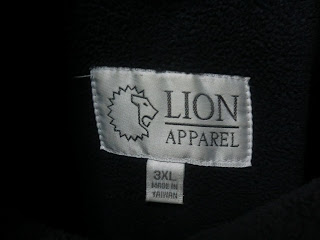 LION
APPAREL
3XL
MADE IN
TAIWAN